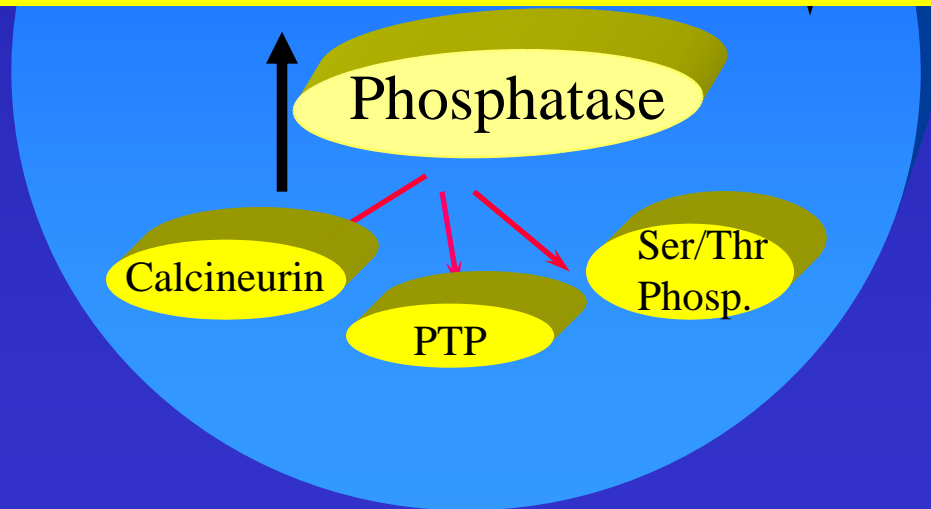 Phosphatase
Calcineurin
PTP
Ser/Thr
Phosp.